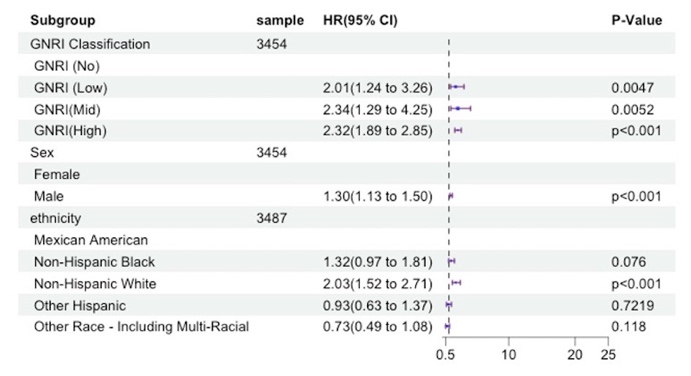 Subgroup sample HR(95% CI) P-Value
GNRI Classification 3454
GNRI (No)
GNRI (Low) 2.01(1.24 to 3.26) 0.0047
GNRI(Mid) 2.34(1.29 to 4.25) 0.0052
GNRI(High) 2.32(1.89 to 2.85) p<0.001
Sex 3454
Female
Male 1.30(1.13 to 1.50) p<0.001
ethnicity 3487
Mexican American
Non-Hispanic Black 1.32(0.97 to 1.81) 0.076
Non-Hispanic White 2.03(1.52 to 2.71) p<0.001
Other Hispanic 0.93(0.63 to 1.37) 0.7219
Other Race - Including Multi-Racial 0.73(0.49 to 1.08) 0.118
0.5 10 20 25